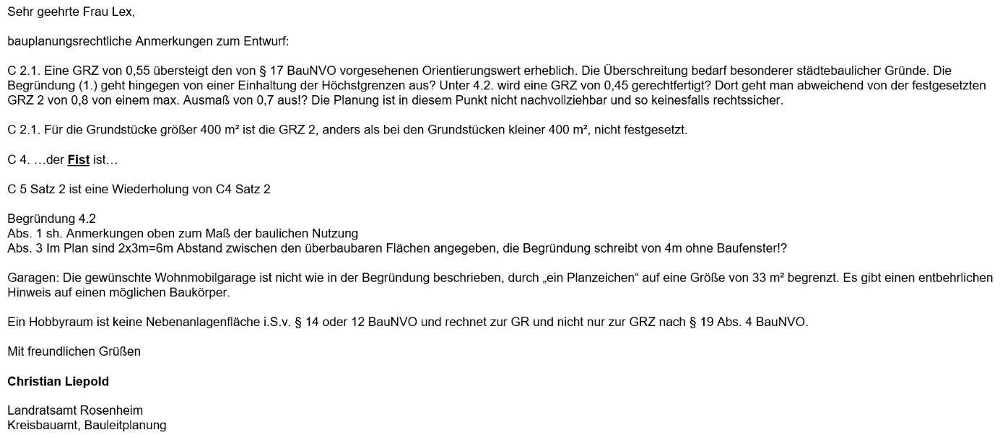 Sehr geehrte Frau Lex,
bauplanungsrechtliche Anmerkungen zum Entwurf:
C 2.1. Eine GRZ von 0,55 übersteigt den von § 17 BauNVO vorgesehenen Orientierungswert erheblich. Die Überschreitung bedarf besonderer städtebaulicher Gründe. Die
Begründung (1.) geht hingegen von einer Einhaltung der Höchstgrenzen aus? Unter 4.2. wird eine GRZ von 0,45 gerechtfertigt? Dort geht man abweichend von der festgesetzten
GRZ 2 von 0,8 von einem max. Ausmaß von 0,7 aus!? Die Planung ist in diesem Punkt nicht nachvollziehbar und so keinesfalls rechtssicher.
C 2.1. Für die Grundstücke größer 400 m² ist die GRZ 2, anders als bei den Grundstücken kleiner 400 m², nicht festgesetzt.
C 4. …der Fist ist…
C 5 Satz 2 ist eine Wiederholung von C4 Satz 2
Begründung 4.2
Abs. 1 sh. Anmerkungen oben zum Maß der baulichen Nutzung
Abs. 3 Im Plan sind 2x3m=6m Abstand zwischen den überbaubaren Flächen angegeben, die Begründung schreibt von 4m ohne Baufenster!?
Garagen: Die gewünschte Wohnmobilgarage ist nicht wie in der Begründung beschrieben, durch „ein Planzeichen“ auf eine Größe von 33 m² begrenzt. Es gibt einen entbehrlichen
Hinweis auf einen möglichen Baukörper.
Ein Hobbyraum ist keine Nebenanlagenfläche i.S.v. § 14 oder 12 BauNVO und rechnet zur GR und nicht nur zur GRZ nach § 19 Abs. 4 BauNVO.
Mit freundlichen Grüßen
Christian Liepold
Landratsamt Rosenheim
Kreisbauamt, Bauleitplanung